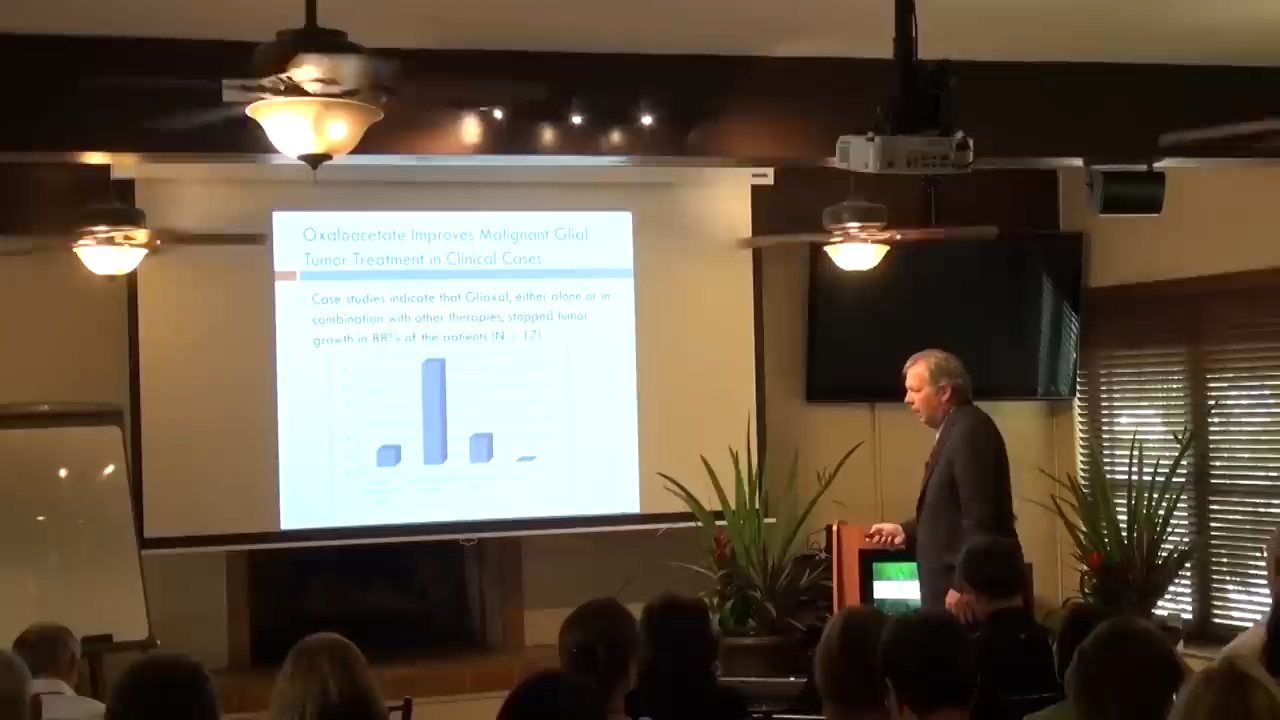 Oxaloacetate Improves Malignant Glial
Tumor Treatment in Clinical Cases
Case studies indicate that Gliaxal, either alone or in
combination with other therapies, stopped tumor
growth in 88% of the patients (N = 17)